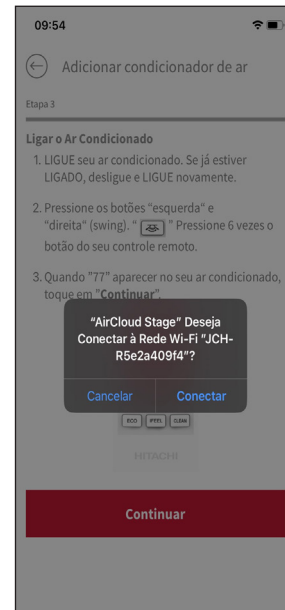 09:54
Adicionar condicionador de ar
Etapa 3
Ligar o Ar Condicionado
1. LIGUE seu ar condicionado. Se já estiver
LIGADO, desligue e LIGUE novamente.
2. Pressione os botões "esquerda" e
"direita" (swing). " " Pressione 6 vezes o
botão do seu controle remoto.
3. Quando "77" aparecer no seu ar condicionado,
toque em "Continuar".
"AirCloud Stage" Deseja
Conectar à Rede Wi-Fi "JCH-
R5e2a409f4"?
Cancelar Conectar
ECO iFEEL CLEAN
HITACHI
Continuar